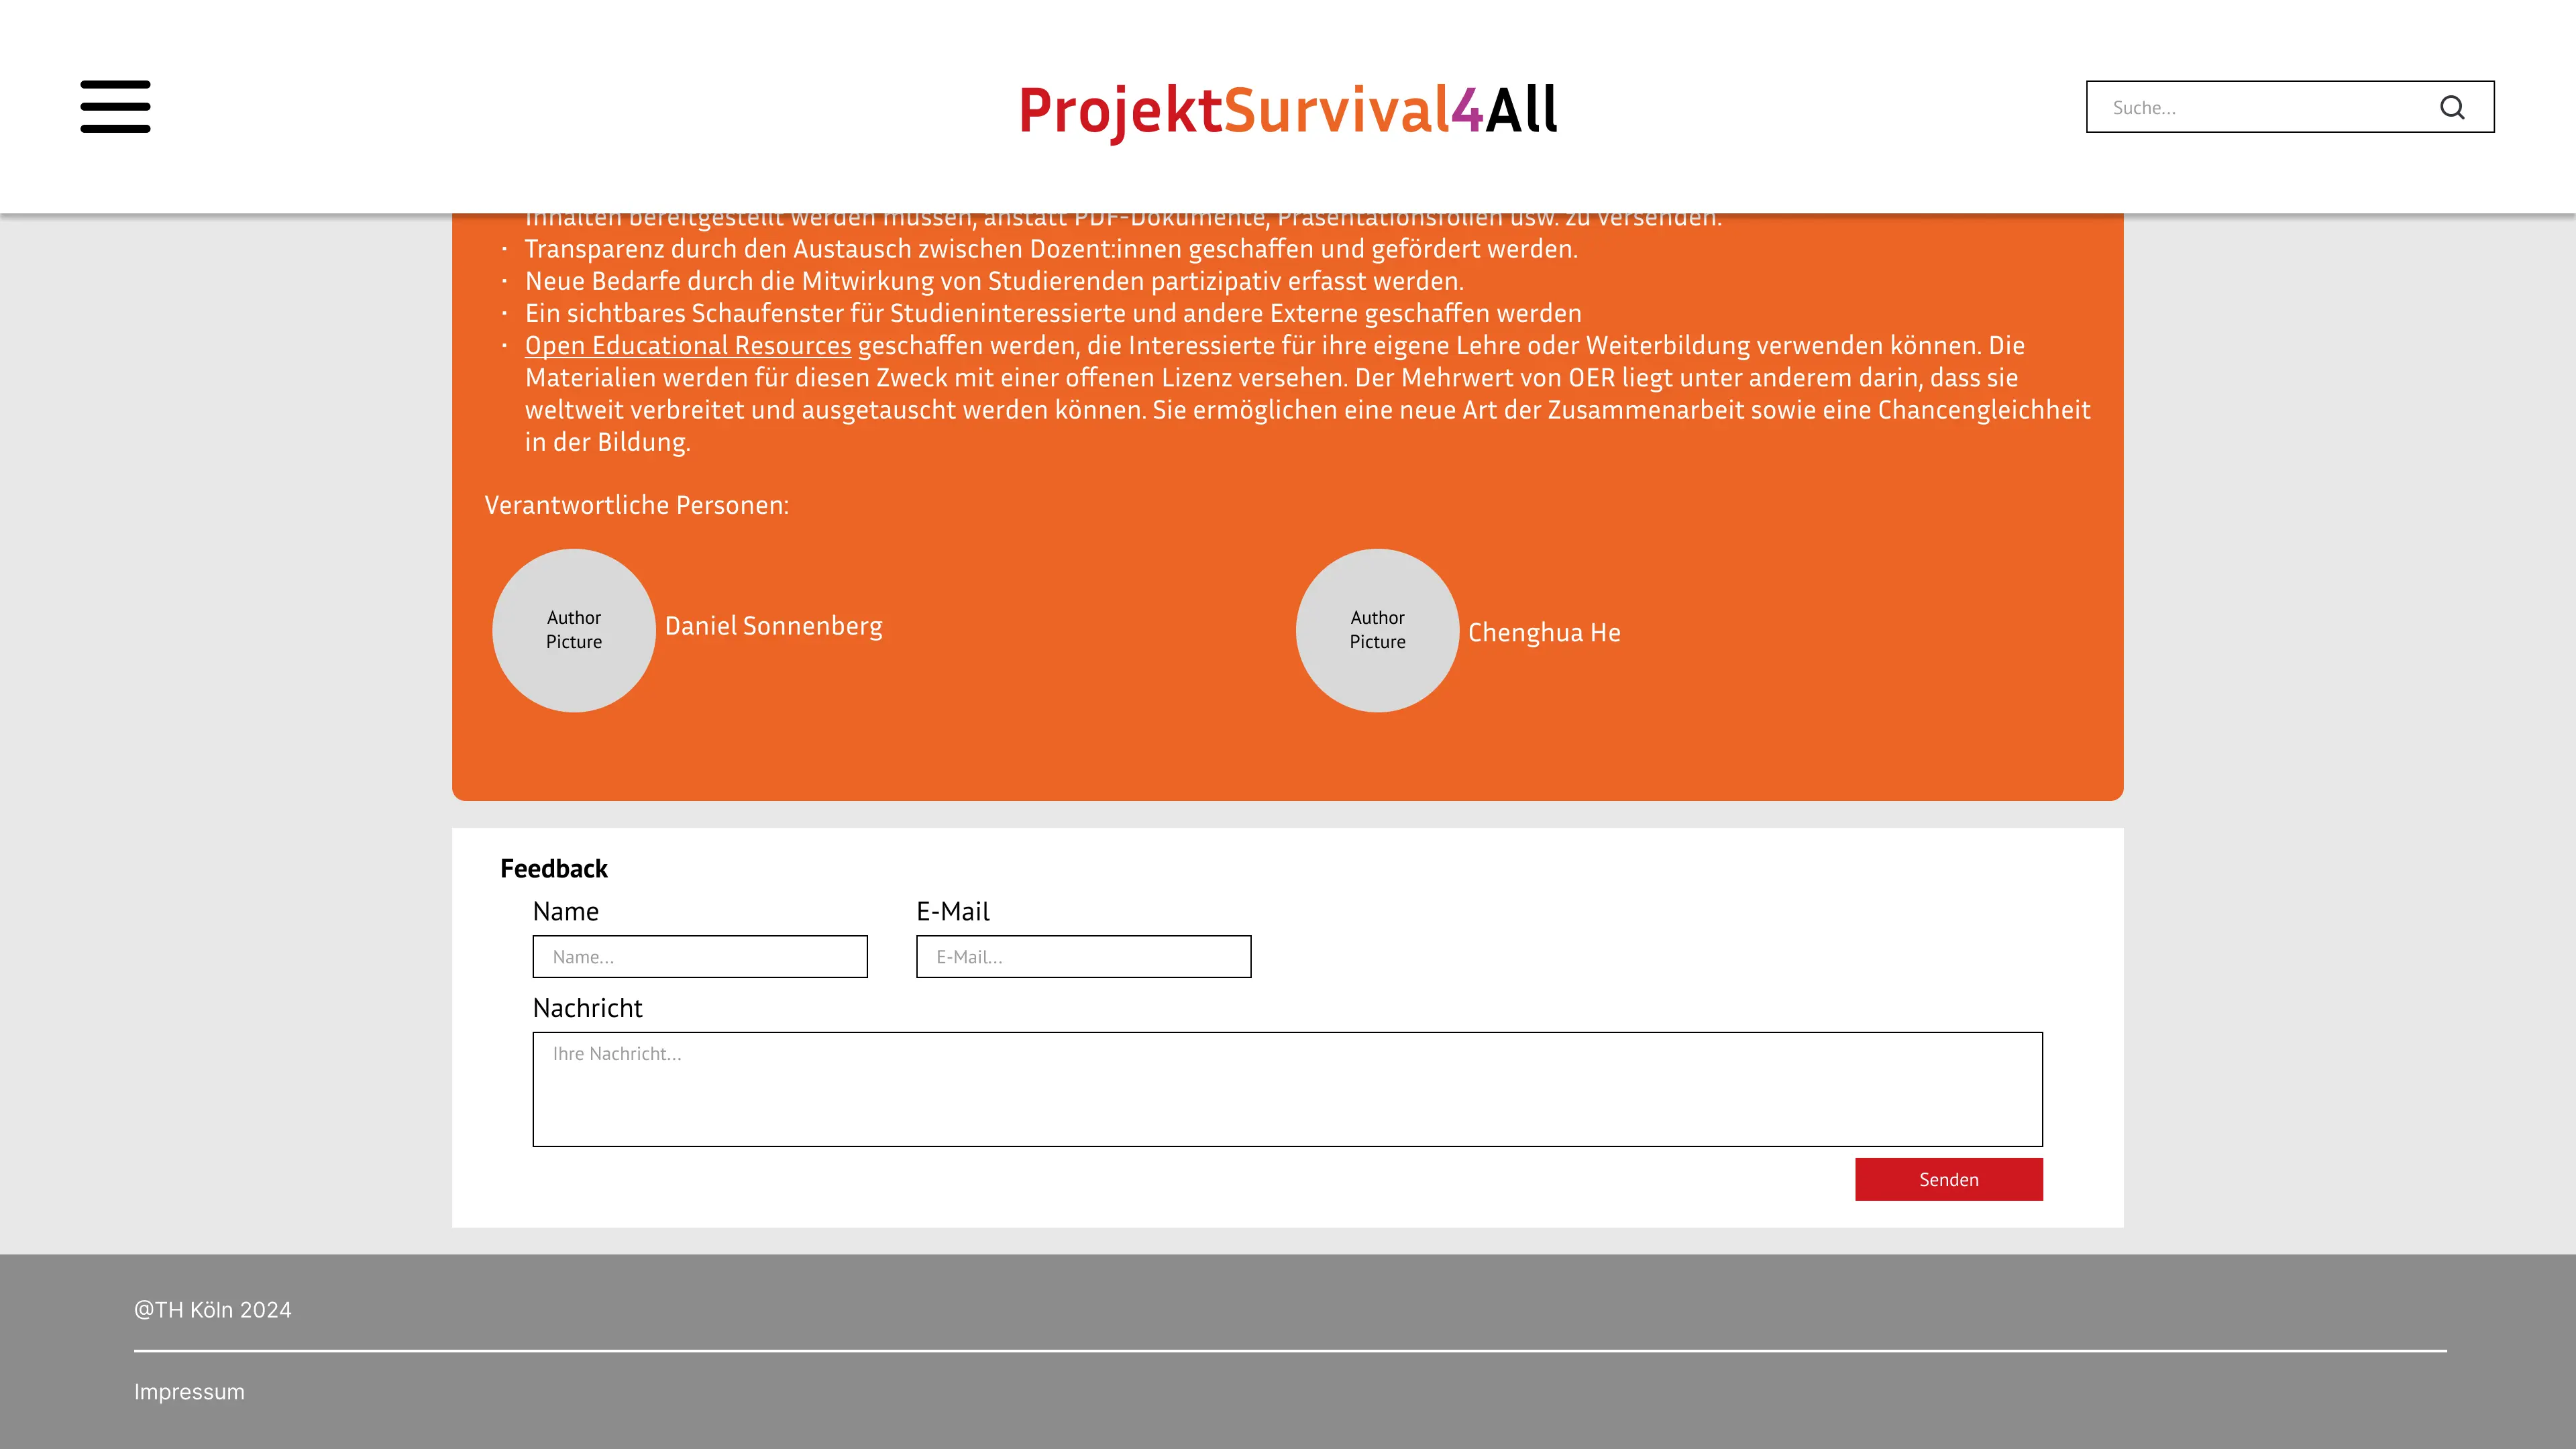 ProjektSurvival4All
Suche...
Inhalten bereitgestellt werden müssen, anstatt PDF-Dokumente, Präsentationsfolien usw. zu versenden.
· Transparenz durch den Austausch zwischen Dozent:innen geschaffen und gefördert werden.
· Neue Bedarfe durch die Mitwirkung von Studierenden partizipativ erfasst werden.
· Ein sichtbares Schaufenster für Studieninteressierte und andere Externe geschaffen werden
· Open Educational Resources geschaffen werden, die Interessierte für ihre eigene Lehre oder Weiterbildung verwenden können. Die
Materialien werden für diesen Zweck mit einer offenen Lizenz versehen. Der Mehrwert von OER liegt unter anderem darin, dass sie
weltweit verbreitet und ausgetauscht werden können. Sie ermöglichen eine neue Art der Zusammenarbeit sowie eine Chancengleichheit
in der Bildung.
Verantwortliche Personen:
Author
Picture
Daniel Sonnenberg
Author
Picture
Chenghua He
Feedback
Name
E-Mail
Name...
E-Mail...
Nachricht
Ihre Nachricht...
Senden
@TH Köln 2024
Impressum